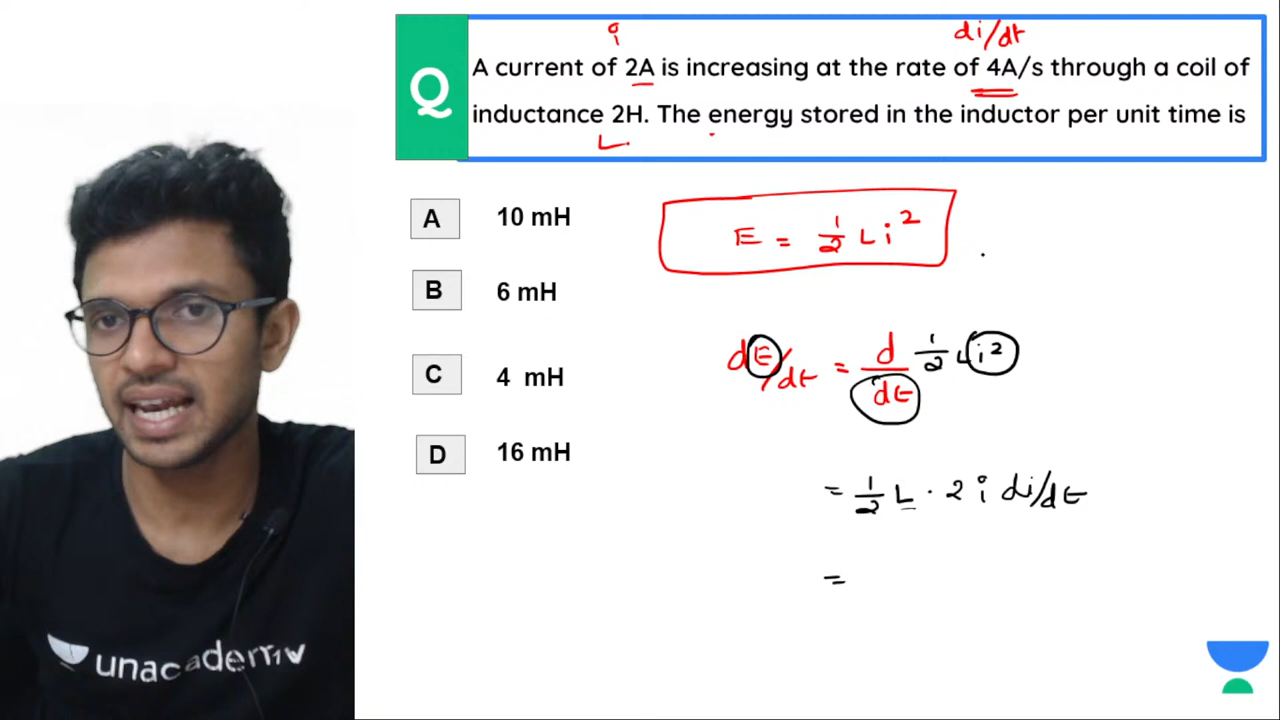 i di/dt
Q A current of 2A is increasing at the rate of 4A/s through a coil of
inductance 2H. The energy stored in the inductor per unit time is
L
A 10 mH
E = 1/2 Li²
B 6 mH
dE/dt = d/dt 1/2 Li²
C 4 mH
D 16 mH
= 1/2 L · 2 i di/dt
=
unacademy